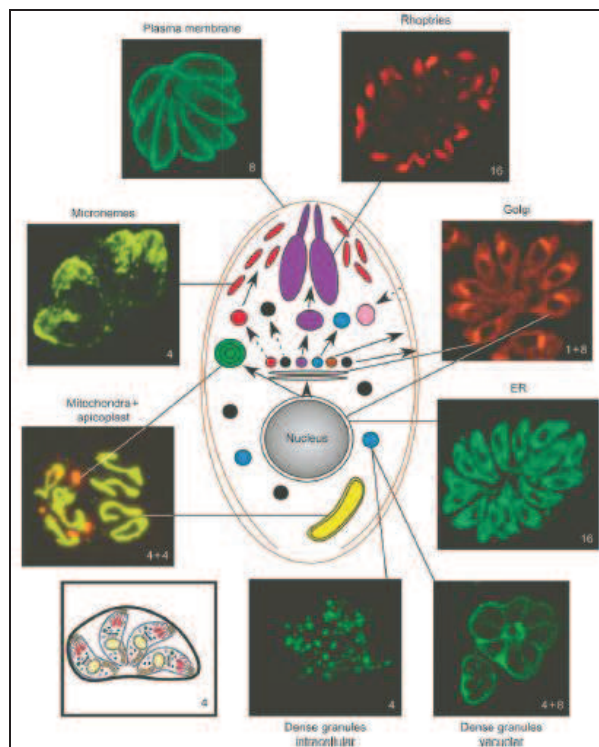 Plasma membrane
Rhoptries
8
16
Micronemes
Golgi
4
1+8
Mitochondra+
apicoplast
Nucleus
ER
4+4
16
4
4
4+8
Dense granules
intracellular
Dense granules
vacuolar